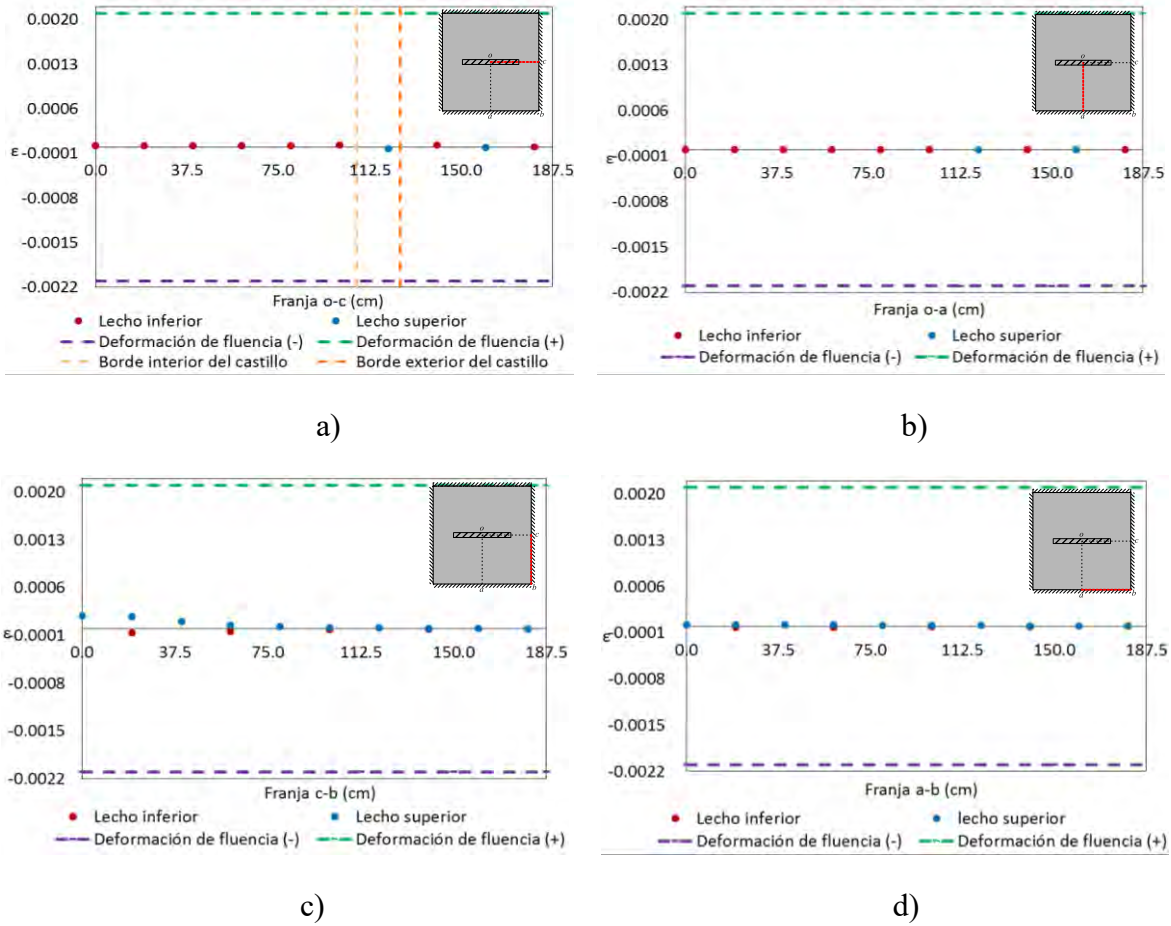 0.0020
0.0013
0.0006
ε -0.0001
-0.0008
-0.0015
-0.0022
0.0 37.5 75.0 112.5 150.0 187.5
o
c
a b
Franja o-c (cm)
Lecho inferior Lecho superior
Deformación de fluencia (-) Deformación de fluencia (+)
Borde interior del castillo Borde exterior del castillo
a)
0.0020
0.0013
0.0006
ε -0.0001
-0.0008
-0.0015
-0.0022
0.0 37.5 75.0 112.5 150.0 187.5
o
c
a b
Franja o-a (cm)
Lecho inferior Lecho superior
Deformación de fluencia (-) Deformación de fluencia (+)
b)
0.0020
0.0013
0.0006
ε -0.0001
-0.0008
-0.0015
-0.0022
0.0 37.5 75.0 112.5 150.0 187.5
o
c
a b
Franja c-b (cm)
Lecho inferior Lecho superior
Deformación de fluencia (-) Deformación de fluencia (+)
c)
0.0020
0.0013
0.0006
ε -0.0001
-0.0008
-0.0015
-0.0022
0.0 37.5 75.0 112.5 150.0 187.5
o
c
a b
Franja a-b (cm)
Lecho inferior lecho superior
Deformación de fluencia (-) Deformación de fluencia (+)
d)